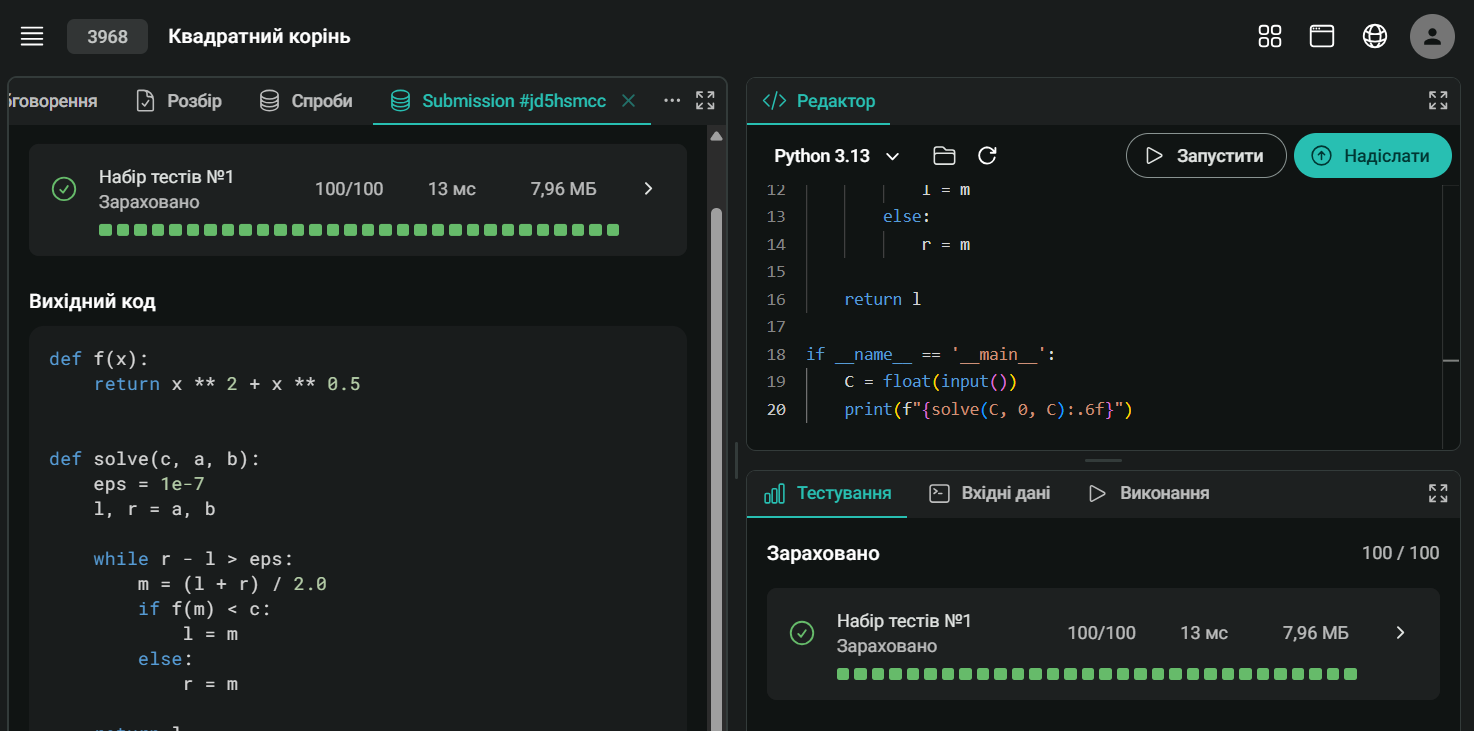 3968
Квадратний корінь
бговорення
Розбір
Спроби
Submission #jd5hsmcc
Набір тестів №1
Зараховано
100/100
13 мс
7,96 МБ
Вихідний код
def f(x):
    return x ** 2 + x ** 0.5
def solve(c, a, b):
    eps = 1e-7
    l, r = a, b
    while r - l > eps:
        m = (l + r) / 2.0
        if f(m) < c:
            l = m
        else:
            r = m
    return l
Редактор
Python 3.13
Запустити
Надіслати
12             l = m
13         else:
14             r = m
15
16     return l
17
18 if __name__ == '__main__':
19     C = float(input())
20     print(f"{solve(C, 0, C):.6f}")
Тестування
Вхідні дані
Виконання
Зараховано
100 / 100
Набір тестів №1
Зараховано
100/100
13 мс
7,96 МБ